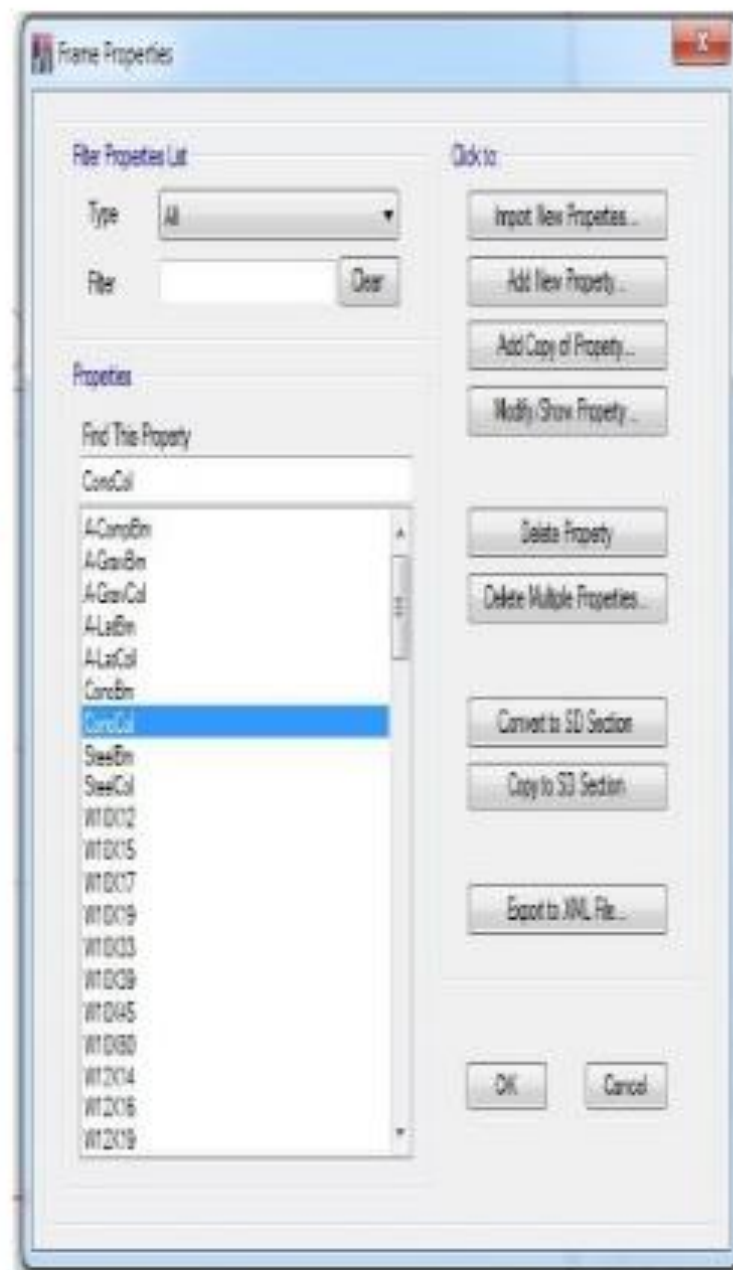 Frame Properties
X
Filter Properties List
Type
All
Filter
Clear
Properties
Find This Property
ConcCol
A-CompBm
A-GravBm
A-GravCol
A-LatBm
A-LatCol
ConcBm
ConcCol
SteelBm
SteelCol
W10X12
W10X15
W10X17
W10X19
W10X33
W10X39
W10X45
W10X60
W12X14
W12X16
W12X19
Click to:
Import New Properties...
Add New Property...
Add Copy of Property...
Modify/Show Property...
Delete Property
Delete Multiple Properties...
Convert to SD Section
Copy to SD Section
Export to XML File...
OK
Cancel